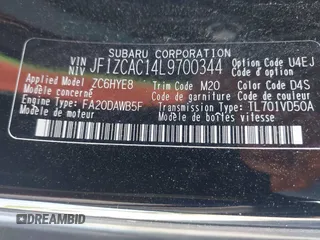 SUBARU CORPORATION
VIN
NIV JF1ZCAC14L9700344 Option Code U4EJ
Code d'option
Applied Model ZC6HYE8 Trim Code M20 Color Code D4S
Modèle concerné Code de garniture Code de couleur
Engine Type FA20DAWB5F Transmission Type TL701VD50A
Modèle de moteur Modèle de boîtes vitesse
DREAMBID